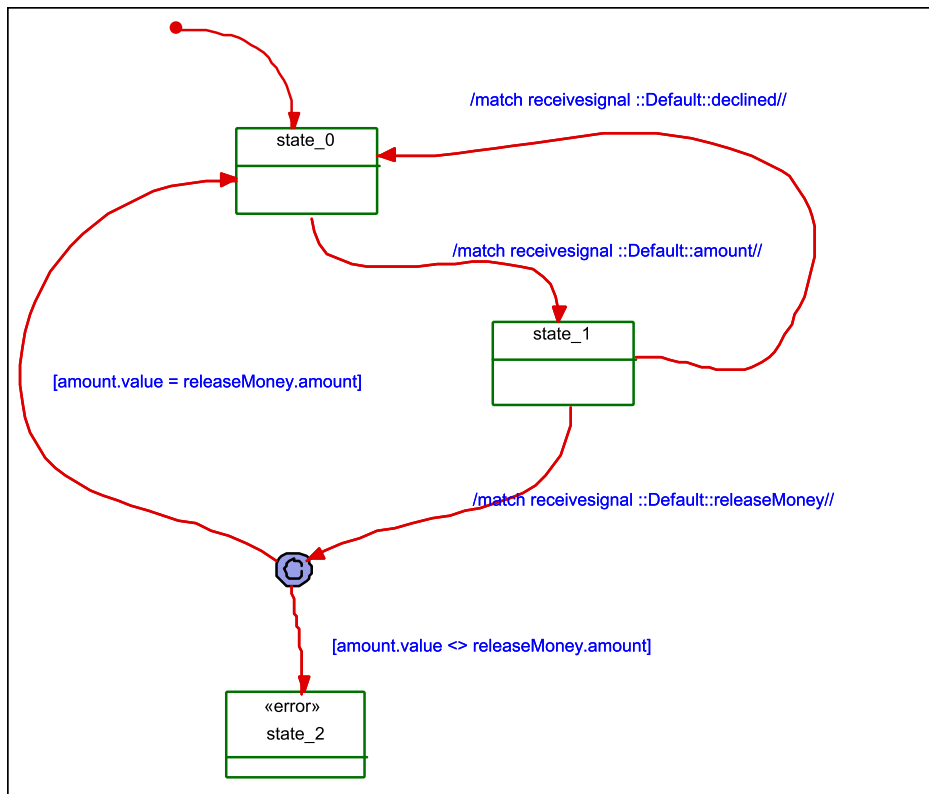 /match receivesignal ::Default::declined//
state_0
/match receivesignal ::Default::amount//
state_1
[amount.value = releaseMoney.amount]
/match receivesignal ::Default::releaseMoney//
C
[amount.value <> releaseMoney.amount]
«error»
state_2